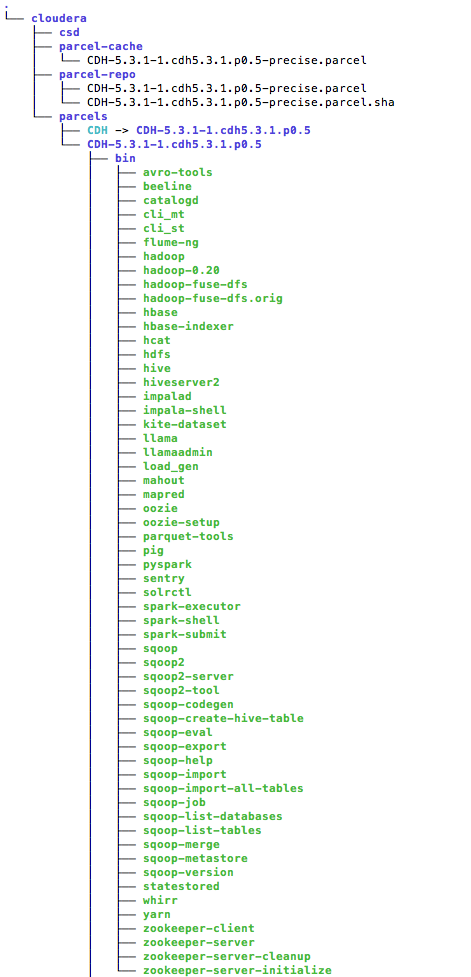 .
└── cloudera
├── csd
├── parcel-cache
│   └── CDH-5.3.1-1.cdh5.3.1.p0.5-precise.parcel
├── parcel-repo
│   ├── CDH-5.3.1-1.cdh5.3.1.p0.5-precise.parcel
│   └── CDH-5.3.1-1.cdh5.3.1.p0.5-precise.parcel.sha
└── parcels
├── CDH -> CDH-5.3.1-1.cdh5.3.1.p0.5
└── CDH-5.3.1-1.cdh5.3.1.p0.5
├── bin
│   ├── avro-tools
│   ├── beeline
│   ├── catalogd
│   ├── cli_mt
│   ├── cli_st
│   ├── flume-ng
│   ├── hadoop
│   ├── hadoop-0.20
│   ├── hadoop-fuse-dfs
│   ├── hadoop-fuse-dfs.orig
│   ├── hbase
│   ├── hbase-indexer
│   ├── hcat
│   ├── hdfs
│   ├── hive
│   ├── hiveserver2
│   ├── impalad
│   ├── impala-shell
│   ├── kite-dataset
│   ├── llama
│   ├── llamaadmin
│   ├── load_gen
│   ├── mahout
│   ├── mapred
│   ├── oozie
│   ├── oozie-setup
│   ├── parquet-tools
│   ├── pig
│   ├── pyspark
│   ├── sentry
│   ├── solrctl
│   ├── spark-executor
│   ├── spark-shell
│   ├── spark-submit
│   ├── sqoop
│   ├── sqoop2
│   ├── sqoop2-server
│   ├── sqoop2-tool
│   ├── sqoop-codegen
│   ├── sqoop-create-hive-table
│   ├── sqoop-eval
│   ├── sqoop-export
│   ├── sqoop-help
│   ├── sqoop-import
│   ├── sqoop-import-all-tables
│   ├── sqoop-job
│   ├── sqoop-list-databases
│   ├── sqoop-list-tables
│   ├── sqoop-merge
│   ├── sqoop-metastore
│   ├── sqoop-version
│   ├── statestored
│   ├── whirr
│   ├── yarn
│   ├── zookeeper-client
│   ├── zookeeper-server
│   ├── zookeeper-server-cleanup
│   └── zookeeper-server-initialize